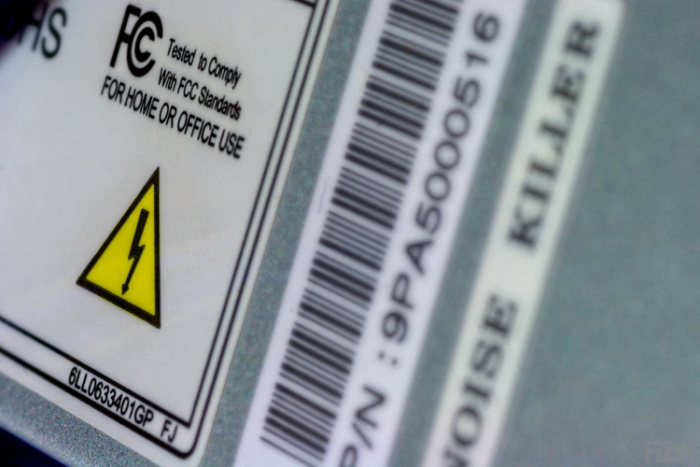 HS
FC
Tested to Comply
With FCC Standards
FOR HOME OR OFFICE USE
6LL0633401GP FJ
P/N :9PA5000516
NOISE KILLER